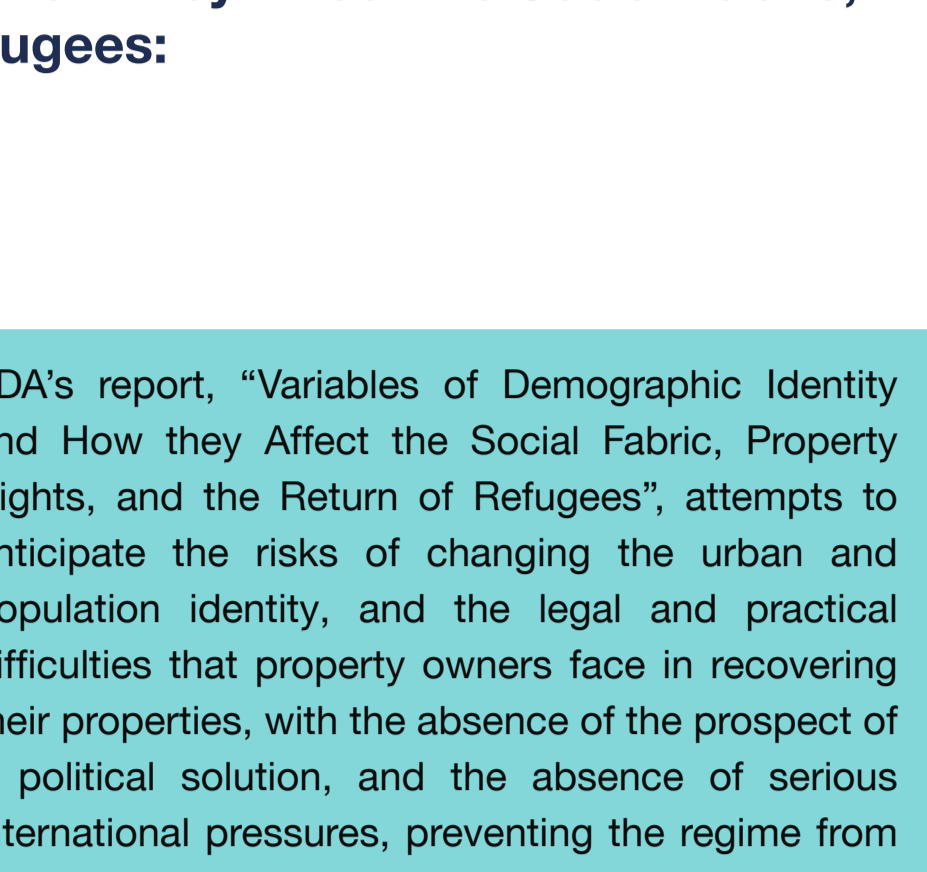 ugees:
DA’s report, “Variables of Demographic Identity
nd How they Affect the Social Fabric, Property
ights, and the Return of Refugees”, attempts to
nticipate the risks of changing the urban and
opulation identity, and the legal and practical
ifficulties that property owners face in recovering
heir properties, with the absence of the prospect of
political solution, and the absence of serious
ternational pressures, preventing the regime from